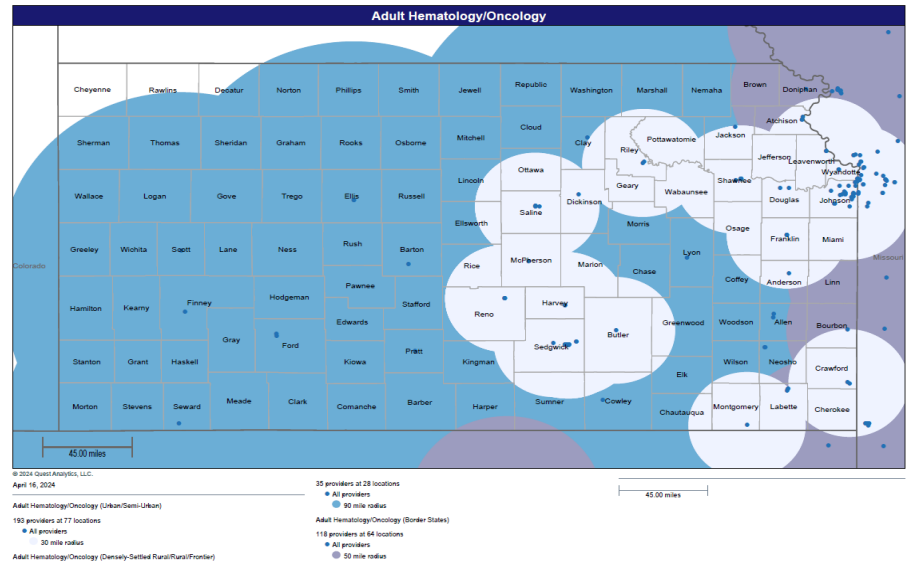 Adult Hematology/Oncology
Cheyenne Rawlins Decatur Norton Phillips Smith Jewell Republic Washington Marshall Nemaha Brown Doniphan
Sherman Thomas Sheridan Graham Rooks Osborne Mitchell Cloud Clay Riley Pottawatomie Jackson Atchison
Jefferson Leavenworth
Wallace Logan Gove Trego Ellis Russell Lincoln Ottawa Dickinson Geary Wabaunsee Shawnee Douglas Johnson Wyandotte
Greeley Wichita Scott Lane Ness Rush Barton Ellsworth Saline Morris Osage Franklin Miami
Colorado Missouri
Rice McPherson Marion Chase Lyon Coffey Anderson Linn
Hamilton Kearny Finney Hodgeman Pawnee Stafford Reno Harvey
Gray Ford Edwards Sedgwick Butler Greenwood Woodson Allen Bourbon
Stanton Grant Haskell Kiowa Pratt Kingman Elk Wilson Neosho Crawford
Morton Stevens Seward Meade Clark Comanche Barber Harper Sumner Cowley Chautauqua Montgomery Labette Cherokee
45.00 miles
© 2024 Quest Analytics, LLC.
April 16, 2024
Adult Hematology/Oncology (Urban/Semi-Urban)
193 providers at 77 locations
All providers
30 mile radius
Adult Hematology/Oncology (Densely-Settled Rural/Rural/Frontier)
35 providers at 28 locations
All providers
90 mile radius
Adult Hematology/Oncology (Border States)
118 providers at 64 locations
All providers
50 mile radius
45.00 miles